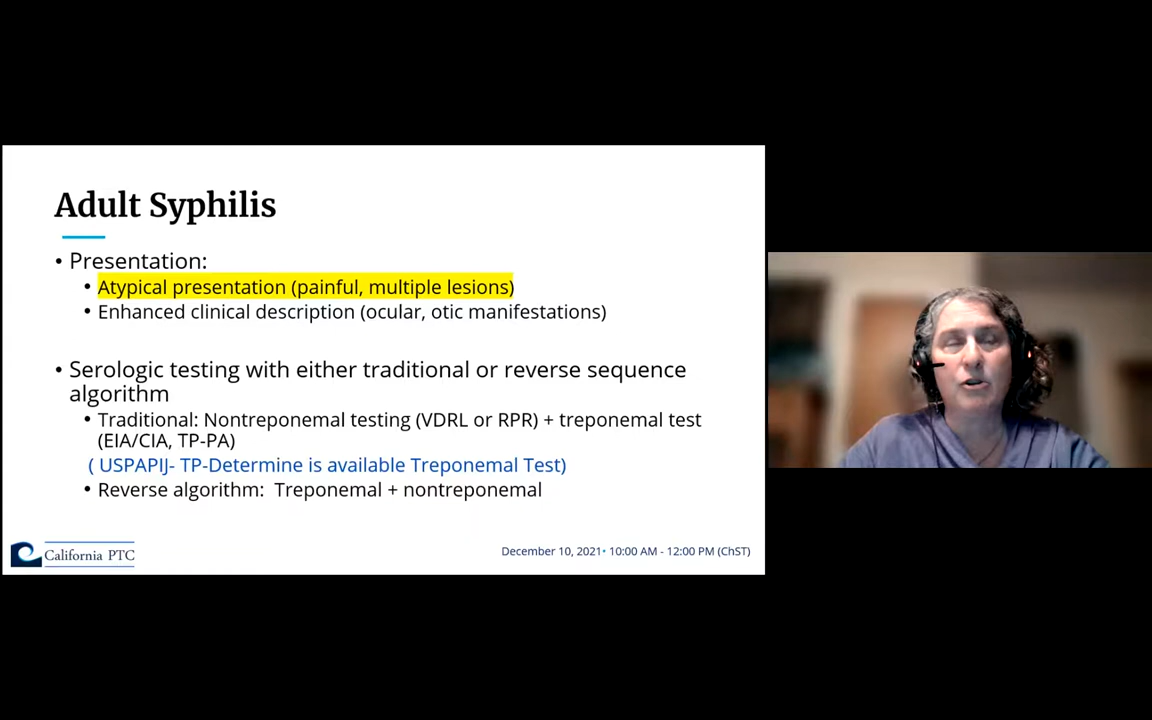 Adult Syphilis
• Presentation:
• Atypical presentation (painful, multiple lesions)
• Enhanced clinical description (ocular, otic manifestations)
• Serologic testing with either traditional or reverse sequence
algorithm
• Traditional: Nontreponemal testing (VDRL or RPR) + treponemal test
(EIA/CIA, TP-PA)
( USPAPIJ- TP-Determine is available Treponemal Test)
• Reverse algorithm: Treponemal + nontreponemal
California PTC
December 10, 2021• 10:00 AM - 12:00 PM (ChST)